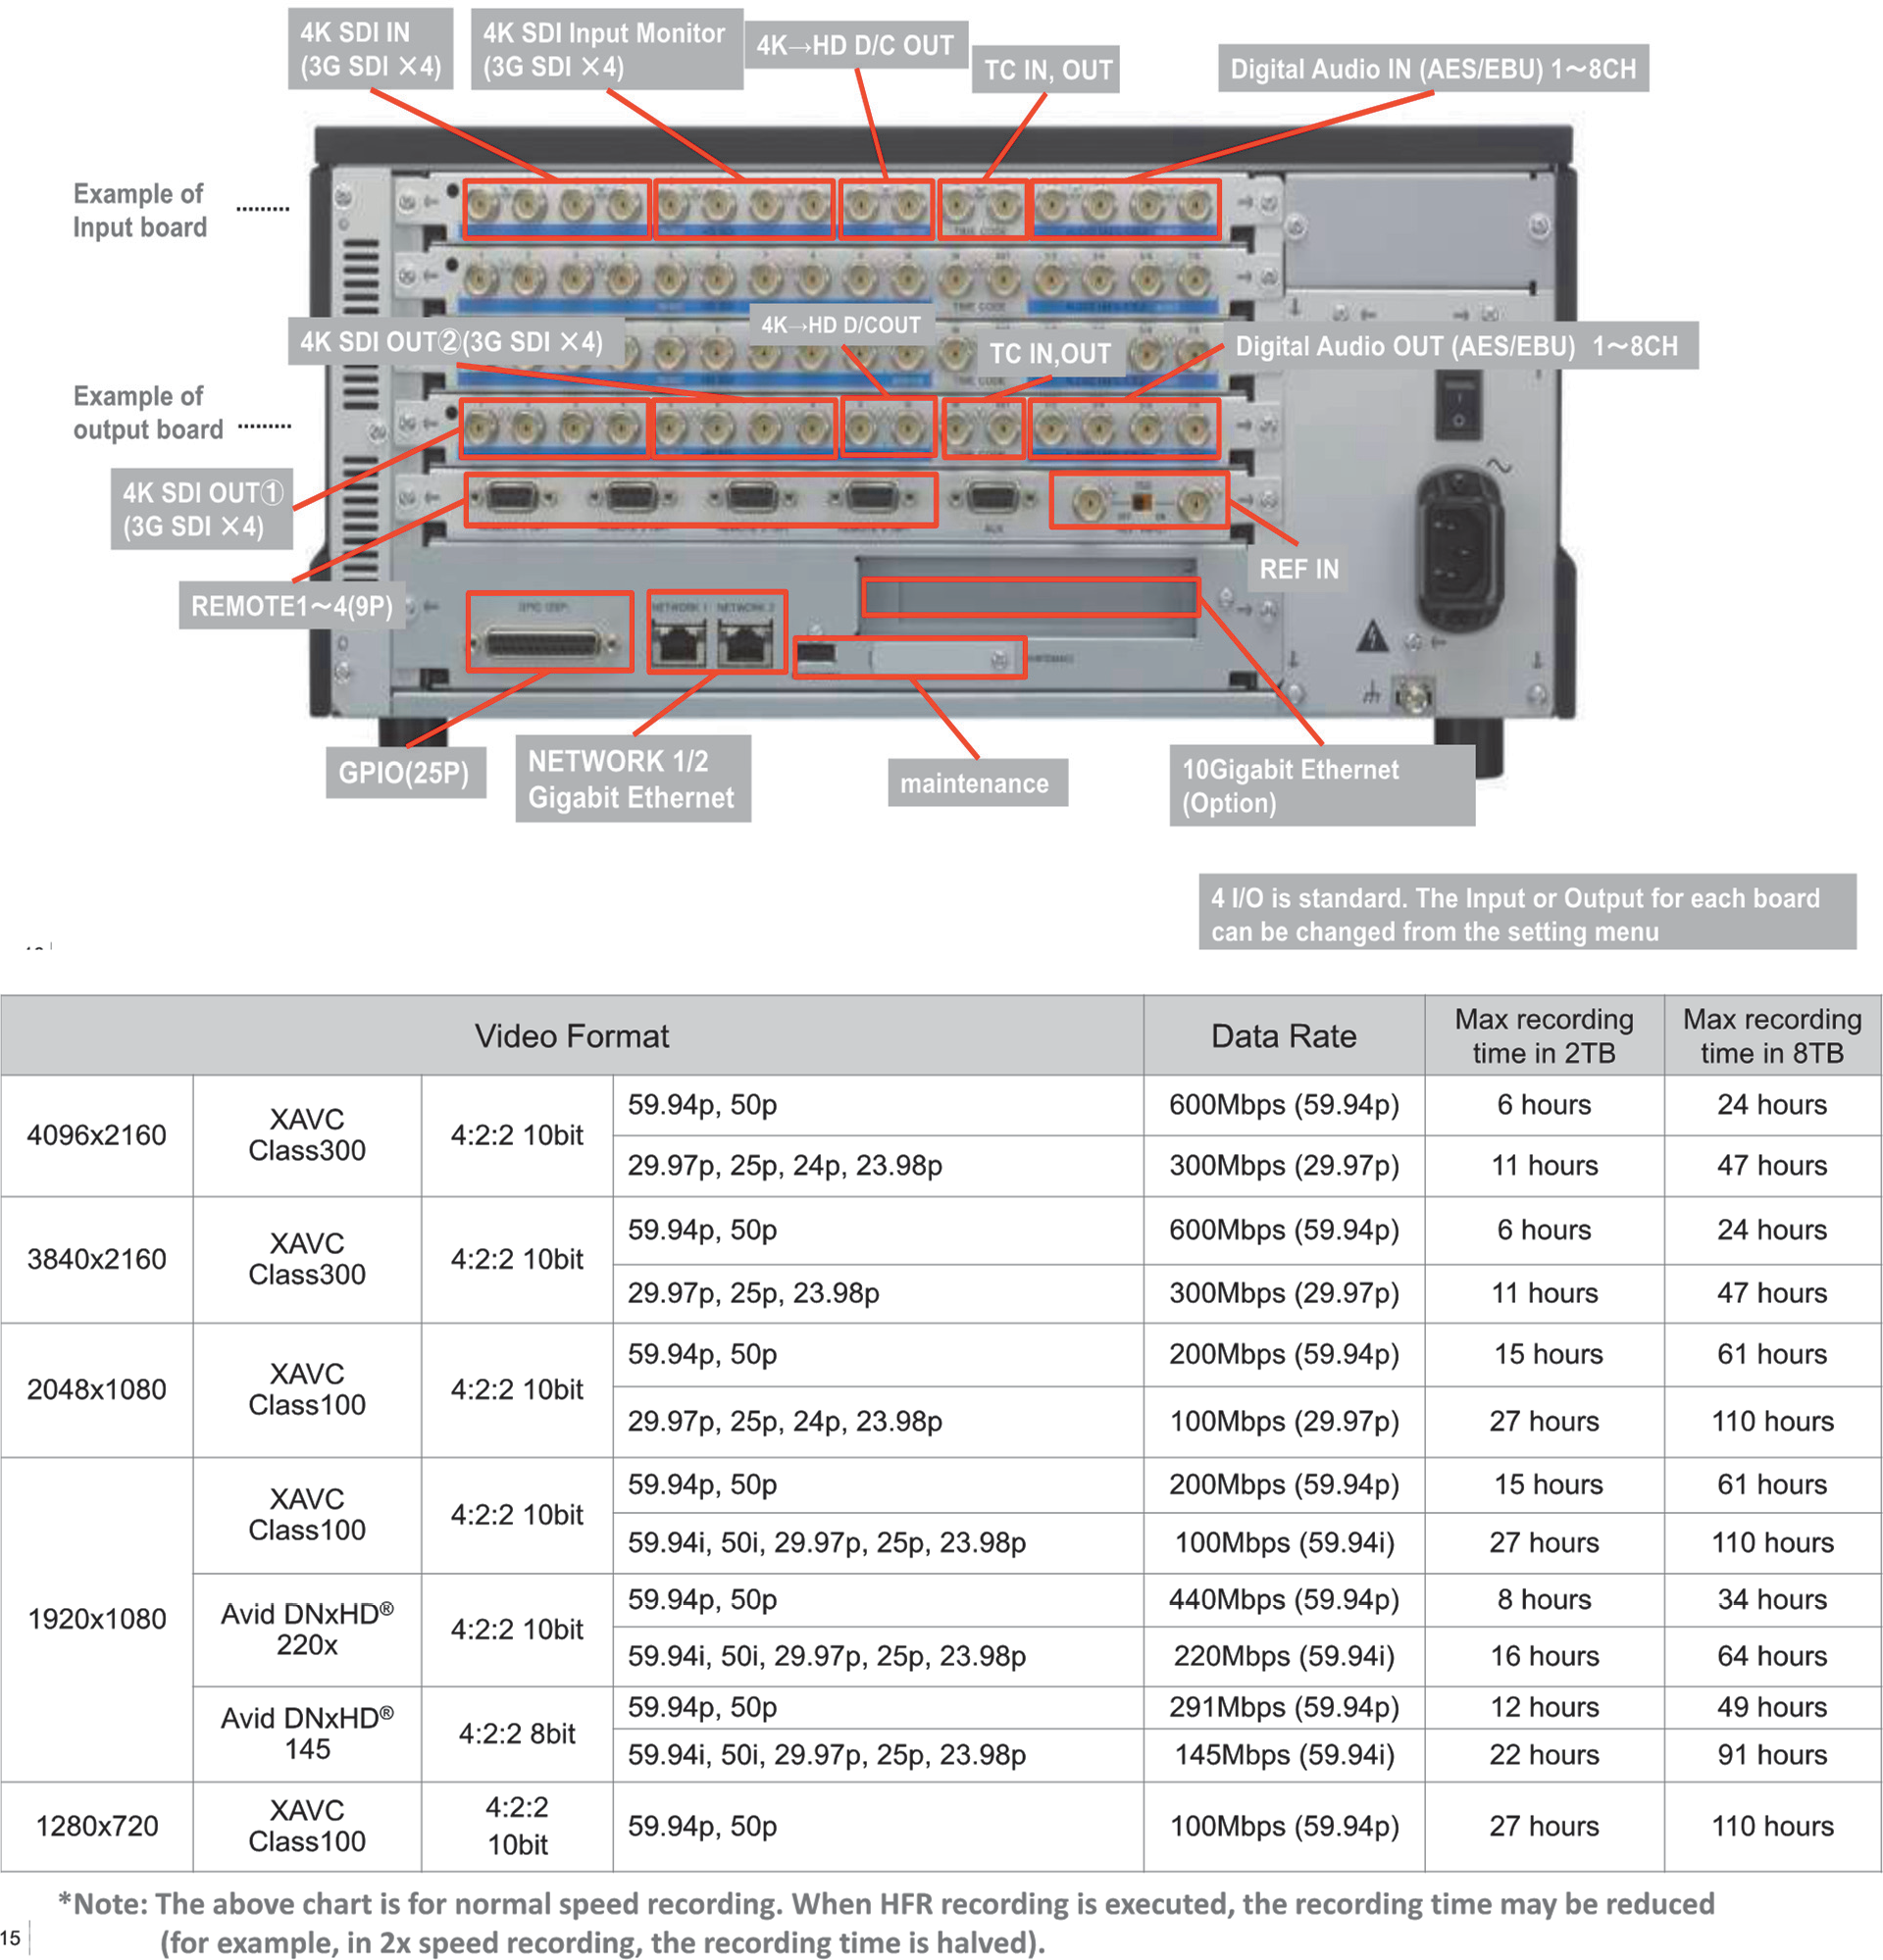 4K SDI IN
(3G SDI ×4)
4K SDI Input Monitor
(3G SDI ×4)
4K→HD D/C OUT
TC IN, OUT
Digital Audio IN (AES/EBU) 1～8CH
Example of
Input board
TIME CODE
4K SDI OUT②(3G SDI ×4)
4K→HD D/COUT
TC IN,OUT
Digital Audio OUT (AES/EBU) 1～8CH
TIME CODE
Example of
output board
4K SDI OUT①
(3G SDI ×4)
AUX
REF IN
REMOTE1～4(9P)
NETWORK 1 NETWORK 2
GPIO(25P)
NETWORK 1/2
Gigabit Ethernet
maintenance
10Gigabit Ethernet
(Option)
4 I/O is standard. The Input or Output for each board
can be changed from the setting menu
Video Format Data Rate Max recording time in 2TB Max recording time in 8TB
4096x2160 XAVC Class300 4:2:2 10bit 59.94p, 50p 600Mbps (59.94p) 6 hours 24 hours
29.97p, 25p, 24p, 23.98p 300Mbps (29.97p) 11 hours 47 hours
3840x2160 XAVC Class300 4:2:2 10bit 59.94p, 50p 600Mbps (59.94p) 6 hours 24 hours
29.97p, 25p, 23.98p 300Mbps (29.97p) 11 hours 47 hours
2048x1080 XAVC Class100 4:2:2 10bit 59.94p, 50p 200Mbps (59.94p) 15 hours 61 hours
29.97p, 25p, 24p, 23.98p 100Mbps (29.97p) 27 hours 110 hours
1920x1080 XAVC Class100 4:2:2 10bit 59.94p, 50p 200Mbps (59.94p) 15 hours 61 hours
59.94i, 50i, 29.97p, 25p, 23.98p 100Mbps (59.94i) 27 hours 110 hours
Avid DNxHD® 220x 4:2:2 10bit 59.94p, 50p 440Mbps (59.94p) 8 hours 34 hours
59.94i, 50i, 29.97p, 25p, 23.98p 220Mbps (59.94i) 16 hours 64 hours
Avid DNxHD® 145 4:2:2 8bit 59.94p, 50p 291Mbps (59.94p) 12 hours 49 hours
59.94i, 50i, 29.97p, 25p, 23.98p 145Mbps (59.94i) 22 hours 91 hours
1280x720 XAVC Class100 4:2:2 10bit 59.94p, 50p 100Mbps (59.94p) 27 hours 110 hours
*Note: The above chart is for normal speed recording. When HFR recording is executed, the recording time may be reduced
(for example, in 2x speed recording, the recording time is halved).
15